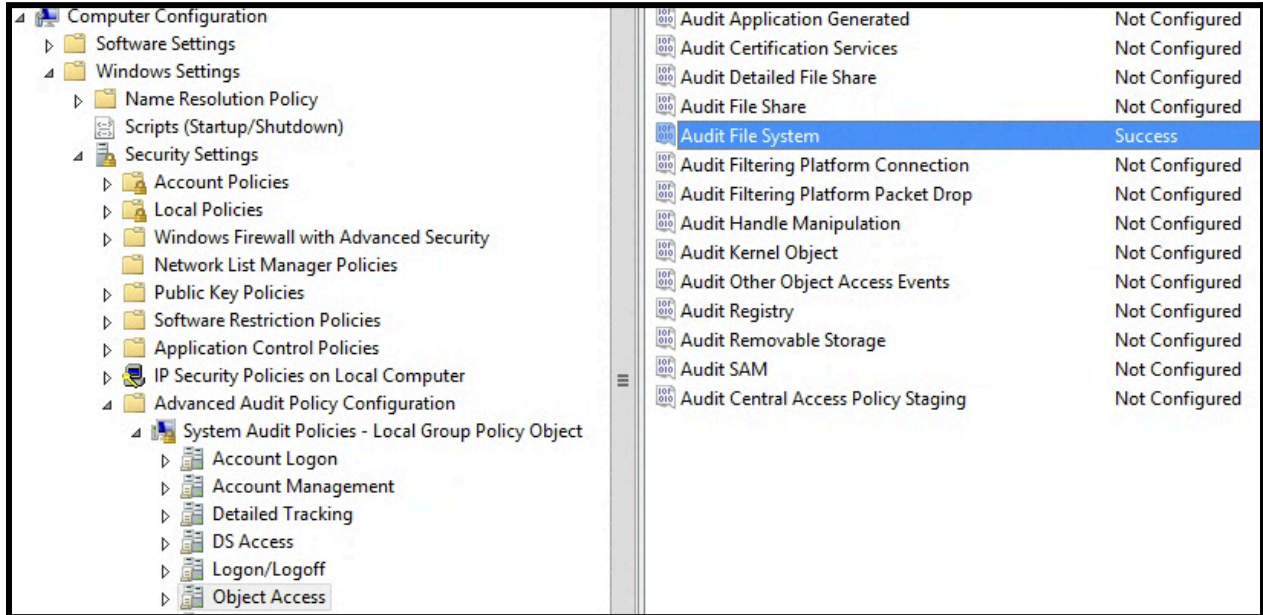 Computer Configuration
Software Settings
Windows Settings
Name Resolution Policy
Scripts (Startup/Shutdown)
Security Settings
Account Policies
Local Policies
Windows Firewall with Advanced Security
Network List Manager Policies
Public Key Policies
Software Restriction Policies
Application Control Policies
IP Security Policies on Local Computer
Advanced Audit Policy Configuration
System Audit Policies - Local Group Policy Object
Account Logon
Account Management
Detailed Tracking
DS Access
Logon/Logoff
Object Access
Audit Application Generated Not Configured
Audit Certification Services Not Configured
Audit Detailed File Share Not Configured
Audit File Share Not Configured
Audit File System Success
Audit Filtering Platform Connection Not Configured
Audit Filtering Platform Packet Drop Not Configured
Audit Handle Manipulation Not Configured
Audit Kernel Object Not Configured
Audit Other Object Access Events Not Configured
Audit Registry Not Configured
Audit Removable Storage Not Configured
Audit SAM Not Configured
Audit Central Access Policy Staging Not Configured